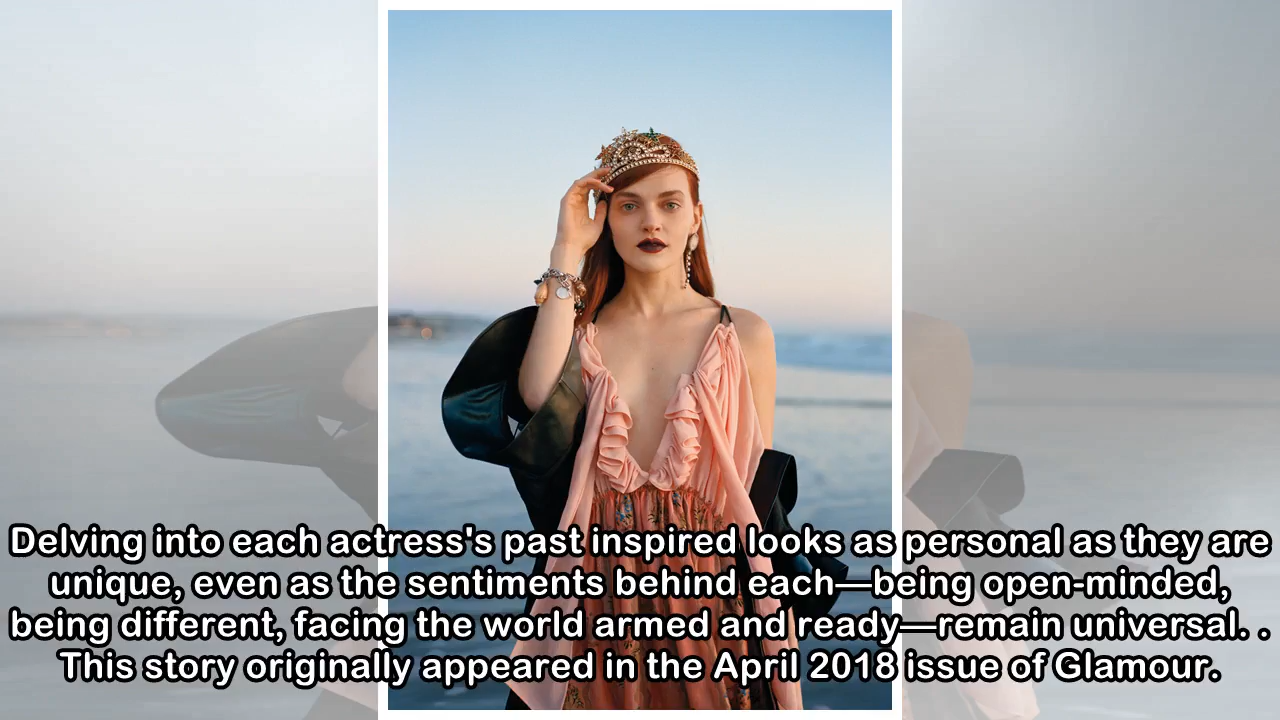 Delving into each actress's past inspired looks as personal as they are
unique, even as the sentiments behind each—being open-minded,
being different, facing the world armed and ready—remain universal. .
This story originally appeared in the April 2018 issue of Glamour.